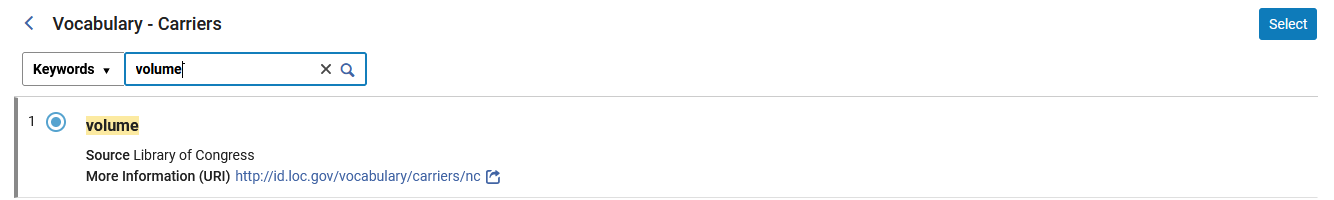 Vocabulary - Carriers
Select
Keywords
volume
1
volume
Source Library of Congress
More Information (URI) http://id.loc.gov/vocabulary/carriers/nc